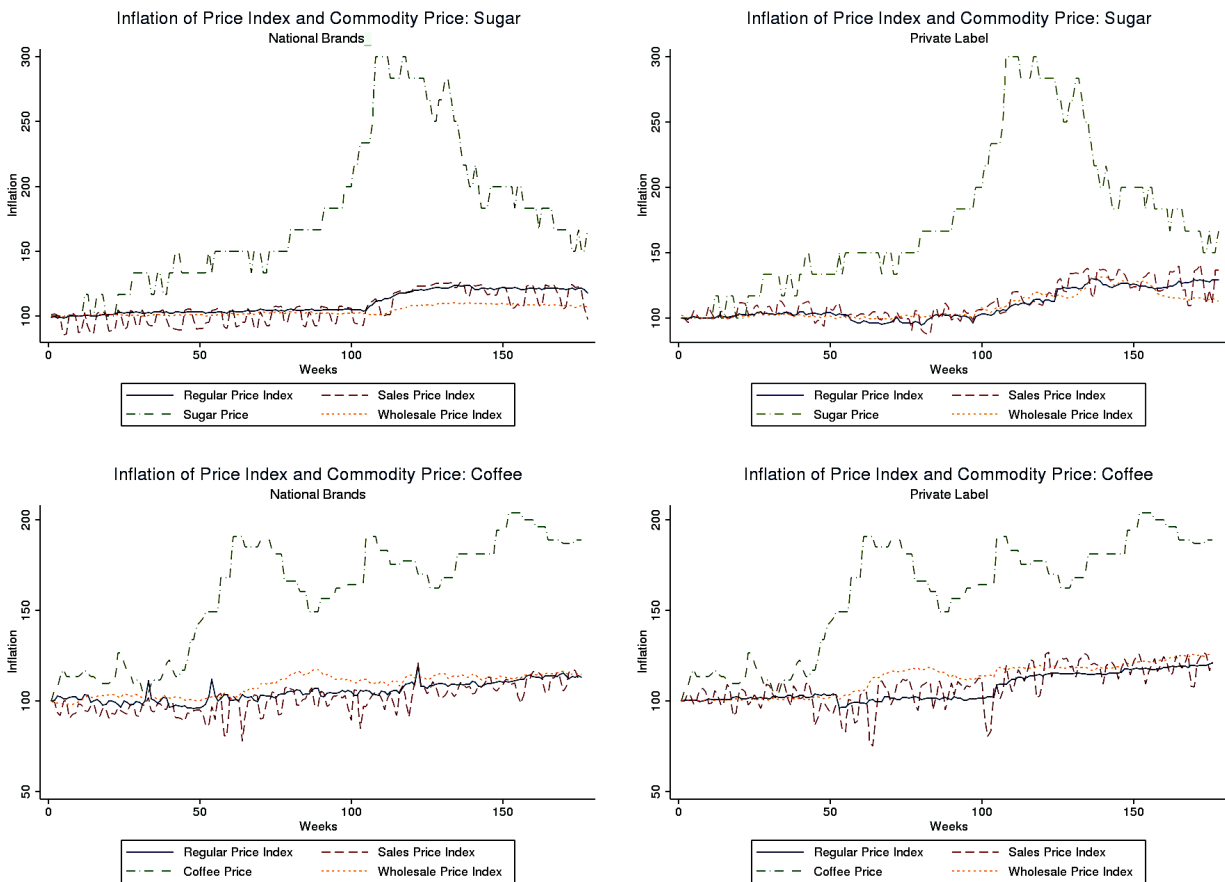 Inflation of Price Index and Commodity Price: Sugar
National Brands
300
250
200
150
100
Inflation
0
50
100
150
Weeks
Regular Price Index
Sales Price Index
Sugar Price
Wholesale Price Index
Inflation of Price Index and Commodity Price: Sugar
Private Label
300
250
200
150
100
Inflation
0
50
100
150
Weeks
Regular Price Index
Sales Price Index
Sugar Price
Wholesale Price Index
Inflation of Price Index and Commodity Price: Coffee
National Brands
200
150
100
50
Inflation
0
50
100
150
Weeks
Regular Price Index
Sales Price Index
Coffee Price
Wholesale Price Index
Inflation of Price Index and Commodity Price: Coffee
Private Label
200
150
100
50
Inflation
0
50
100
150
Weeks
Regular Price Index
Sales Price Index
Coffee Price
Wholesale Price Index